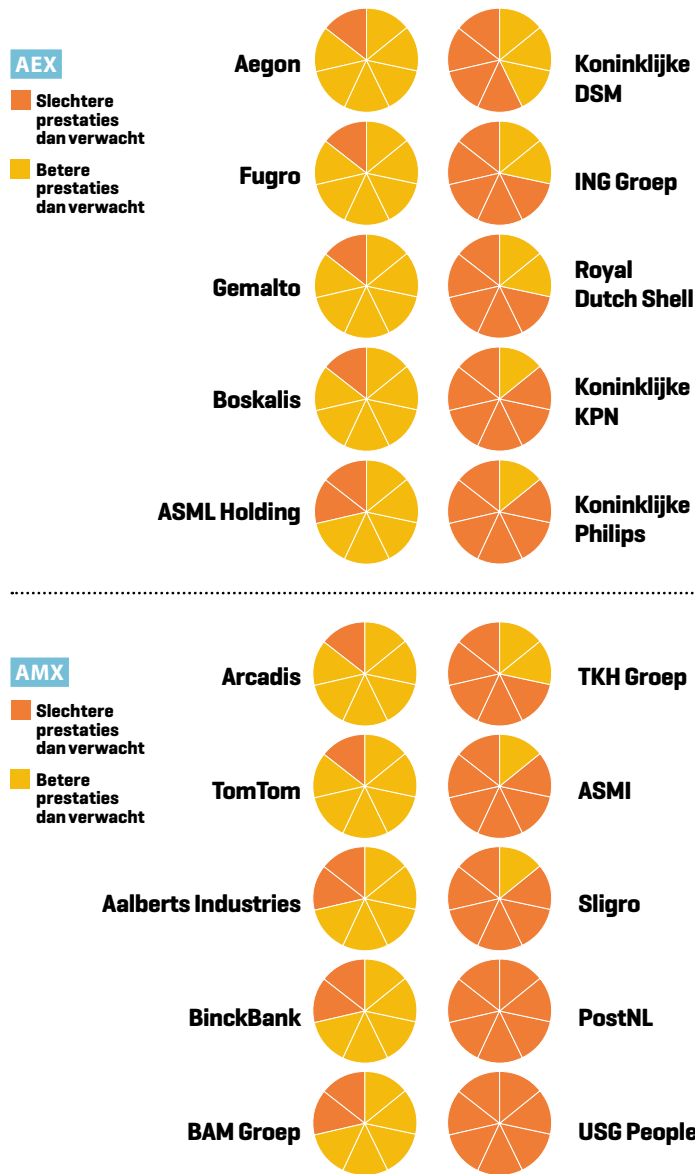 AEX
Slechtere
prestaties
dan verwacht
Betere
prestaties
dan verwacht
Aegon
Koninklijke
DSM
Fugro
ING Groep
Gemalto
Royal
Dutch Shell
Boskalis
Koninklijke
KPN
ASML Holding
Koninklijke
Philips
AMX
Slechtere
prestaties
dan verwacht
Betere
prestaties
dan verwacht
Arcadis
TKH Groep
TomTom
ASMI
Aalberts Industries
Sligro
BinckBank
PostNL
BAM Groep
USG People